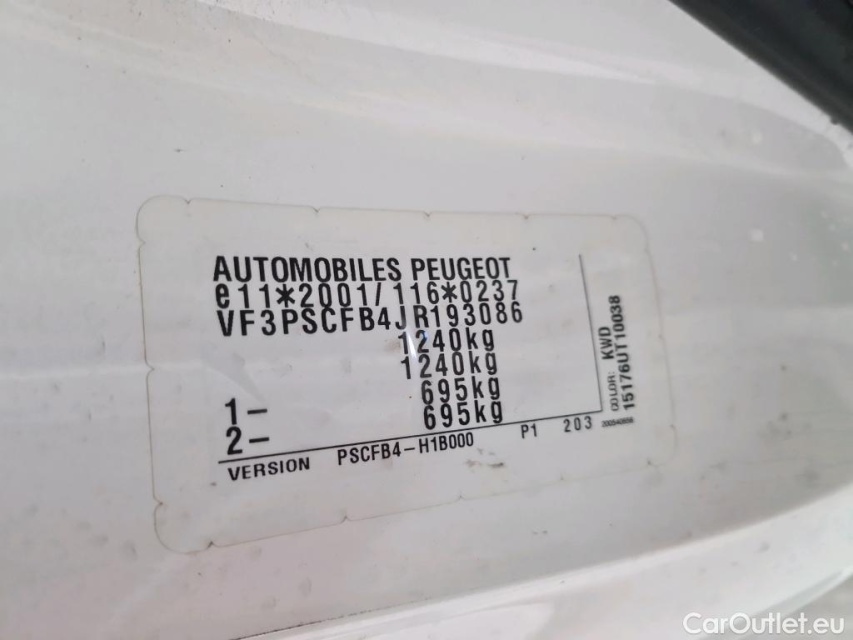 AUTOMOBILES PEUGEOT
e11*2001/116*0237
VF3PSCFB4JR193086
1240kg
1240kg
1- 695kg
2- 695kg
VERSION PSCFB4-H1B000 P1 203
COLOR: KWD
15176UT10038
CarOutlet.eu